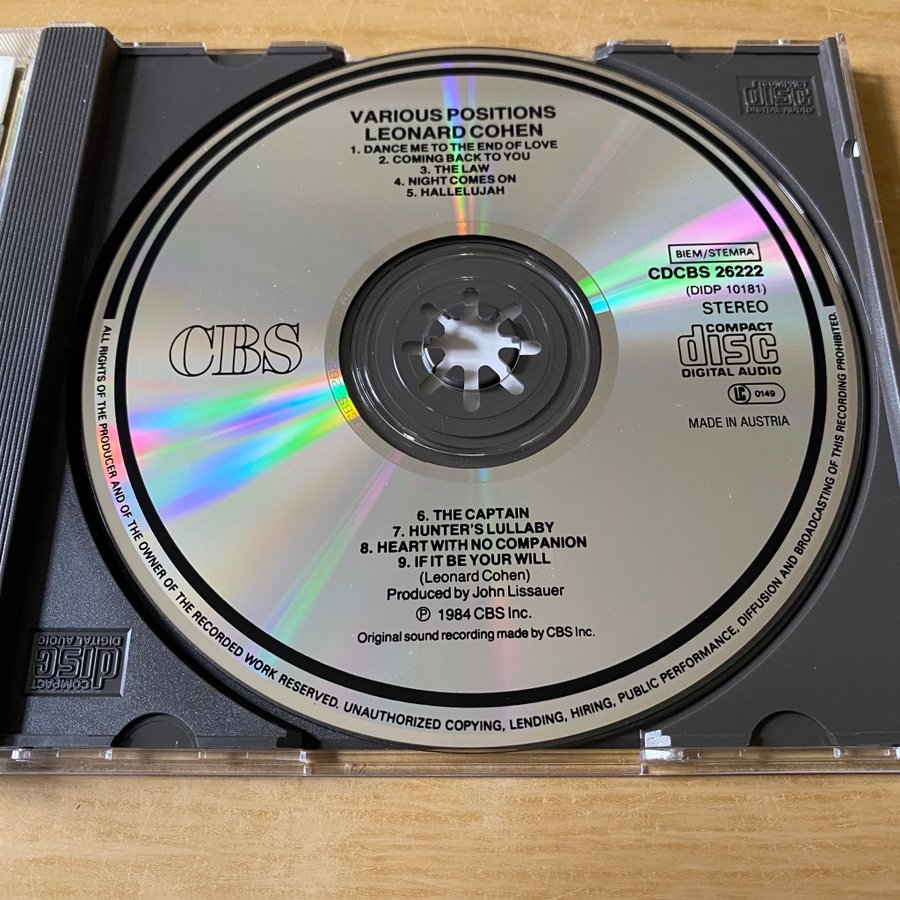 VARIOUS POSITIONS
LEONARD COHEN
1. DANCE ME TO THE END OF LOVE
2. COMING BACK TO YOU
3. THE LAW
4. NIGHT COMES ON
5. HALLELUJAH
BIEM/STEMRA
CDCBS 26222
(DIDP 10181)
STEREO
COMPACT
disc
DIGITAL AUDIO
LC 0149
MADE IN AUSTRIA
CBS
6. THE CAPTAIN
7. HUNTER'S LULLABY
8. HEART WITH NO COMPANION
9. IF IT BE YOUR WILL
(Leonard Cohen)
Produced by John Lissauer
℗ 1984 CBS Inc.
Original sound recording made by CBS Inc.
ALL RIGHTS OF THE PRODUCER AND OF THE OWNER OF THE RECORDED WORK RESERVED. UNAUTHORIZED COPYING, LENDING, HIRING, PUBLIC PERFORMANCE, DIFFUSION AND BROADCASTING OF THIS RECORDING PROHIBITED.
COMPACT
disc
DIGITAL AUDIO
COMPACT
disc
DIGITAL AUDIO